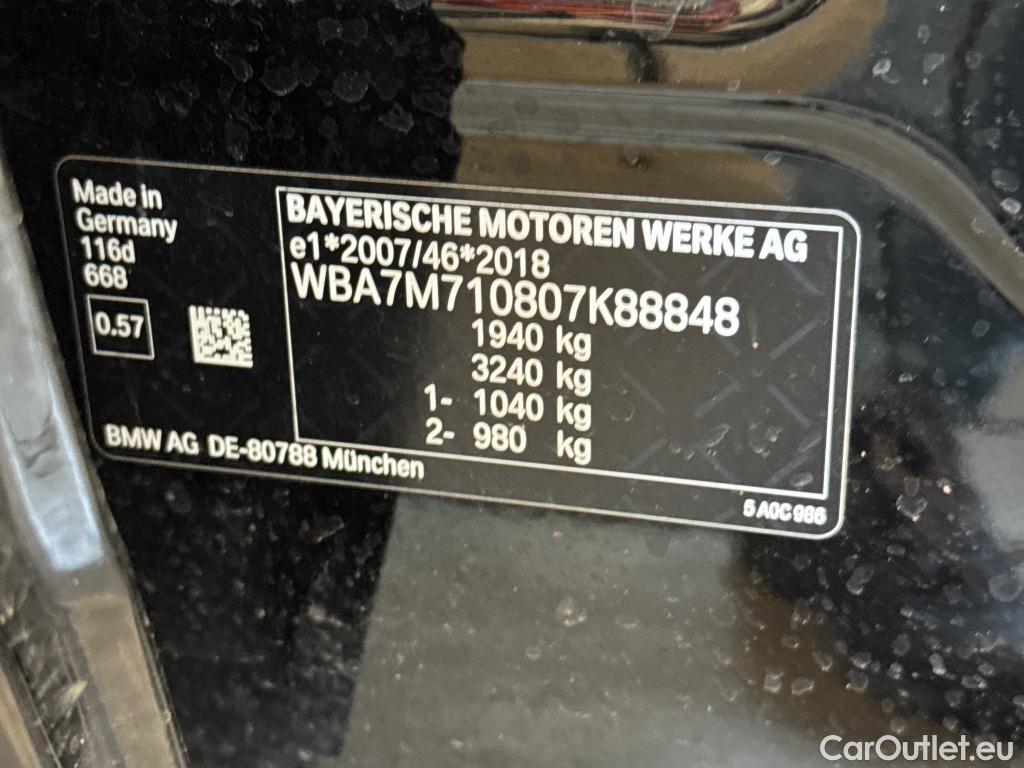 Made in
Germany
116d
668
0.57
BAYERISCHE MOTOREN WERKE AG
e1*2007/46*2018
WBA7M710807K88848
1940 kg
3240 kg
1- 1040 kg
2- 980 kg
BMW AG DE-80788 München
5 A0C 986
CarOutlet.eu